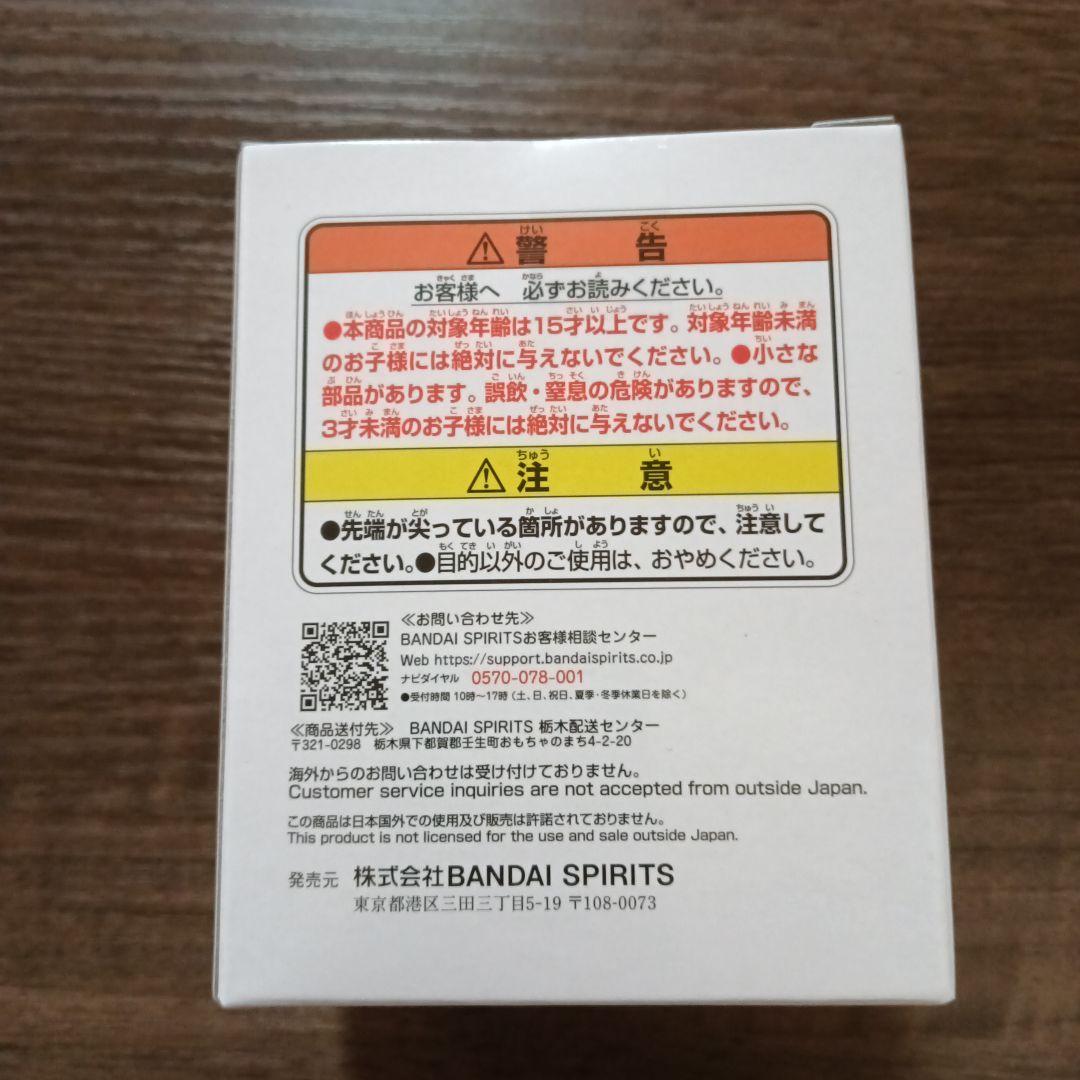 ⚠警告
お客様へ 必ずお読みください。
●本商品の対象年齢は15才以上です。対象年齢未満
のお子様には絶対に与えないでください。●小さな
部品があります。誤飲・窒息の危険がありますので、
3才未満のお子様には絶対に与えないでください。
⚠注意
●先端が尖っている箇所がありますので、注意して
ください。●目的以外のご使用は、おやめください。
≪お問い合わせ先≫
BANDAI SPIRITSお客様相談センター
Web https://support.bandaispirits.co.jp
ナビダイヤル 0570-078-001
●受付時間 10時～17時（土、日、祝日、夏季・冬季休業日を除く）
≪商品送付先≫ BANDAI SPIRITS 栃木配送センター
〒321-0298 栃木県下都賀郡壬生町おもちゃのまち4-2-20
海外からのお問い合わせは受け付けておりません。
Customer service inquiries are not accepted from outside Japan.
この商品は日本国外での使用及び販売は許諾されておりません。
This product is not licensed for the use and sale outside Japan.
発売元 株式会社BANDAI SPIRITS
東京都港区三田三丁目5-19 〒108-0073